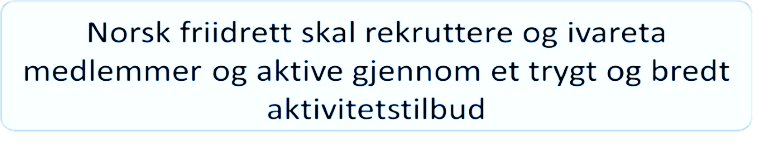 Norsk friidrett skal rekruttere og ivareta
medlemmer og aktive gjennom et trygt og bredt
aktivitetstilbud